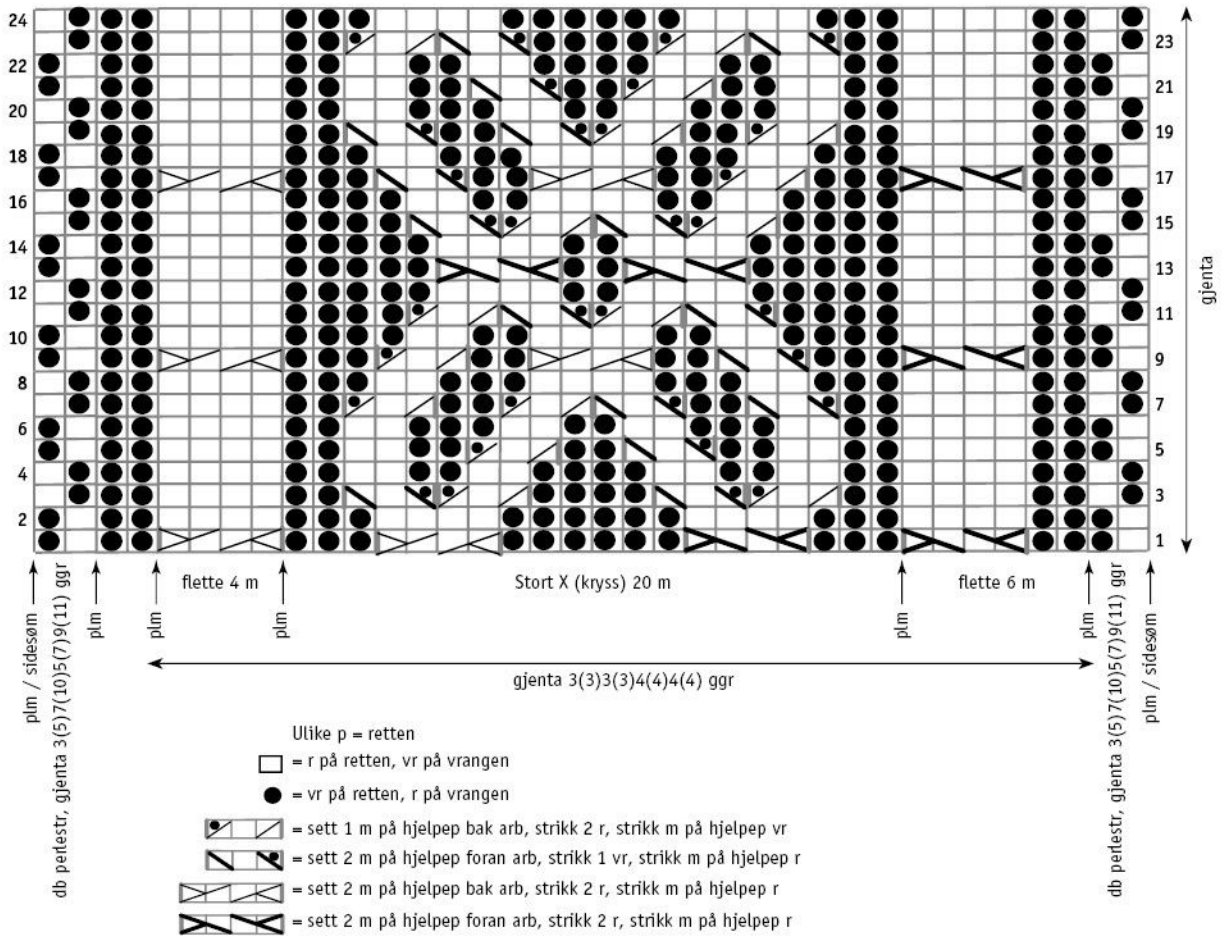 24
23
22
21
20
19
18
17
16
15
14
13
12
11
10
9
8
7
6
5
4
3
2
1
gjenta
plm / sidesøm
db perlestr, gjenta 3(5)7(10)5(7)9(11) ggr
plm
plm
flette 4 m
plm
Stort X (kryss) 20 m
plm
flette 6 m
plm
db perlestr, gjenta 3(5)7(10)5(7)9(11) ggr
plm / sidesøm
gjenta 3(3)3(3)4(4)4(4) ggr
Ulike p = retten
= r på retten, vr på vrangen
= vr på retten, r på vrangen
= sett 1 m på hjelpep bak arb, strikk 2 r, strikk m på hjelpep vr
= sett 2 m på hjelpep foran arb, strikk 1 vr, strikk m på hjelpep r
= sett 2 m på hjelpep bak arb, strikk 2 r, strikk m på hjelpep r
= sett 2 m på hjelpep foran arb, strikk 2 r, strikk m på hjelpep r